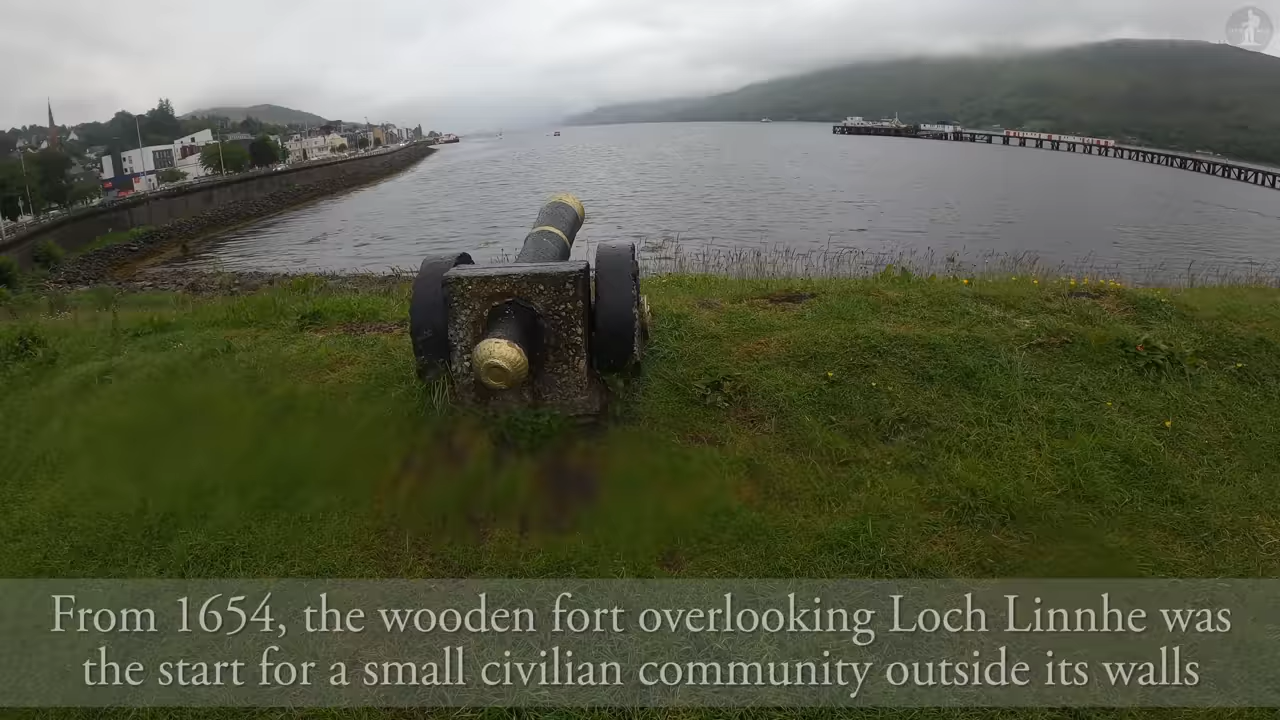 From 1654, the wooden fort overlooking Loch Linnhe was
the start for a small civilian community outside its walls